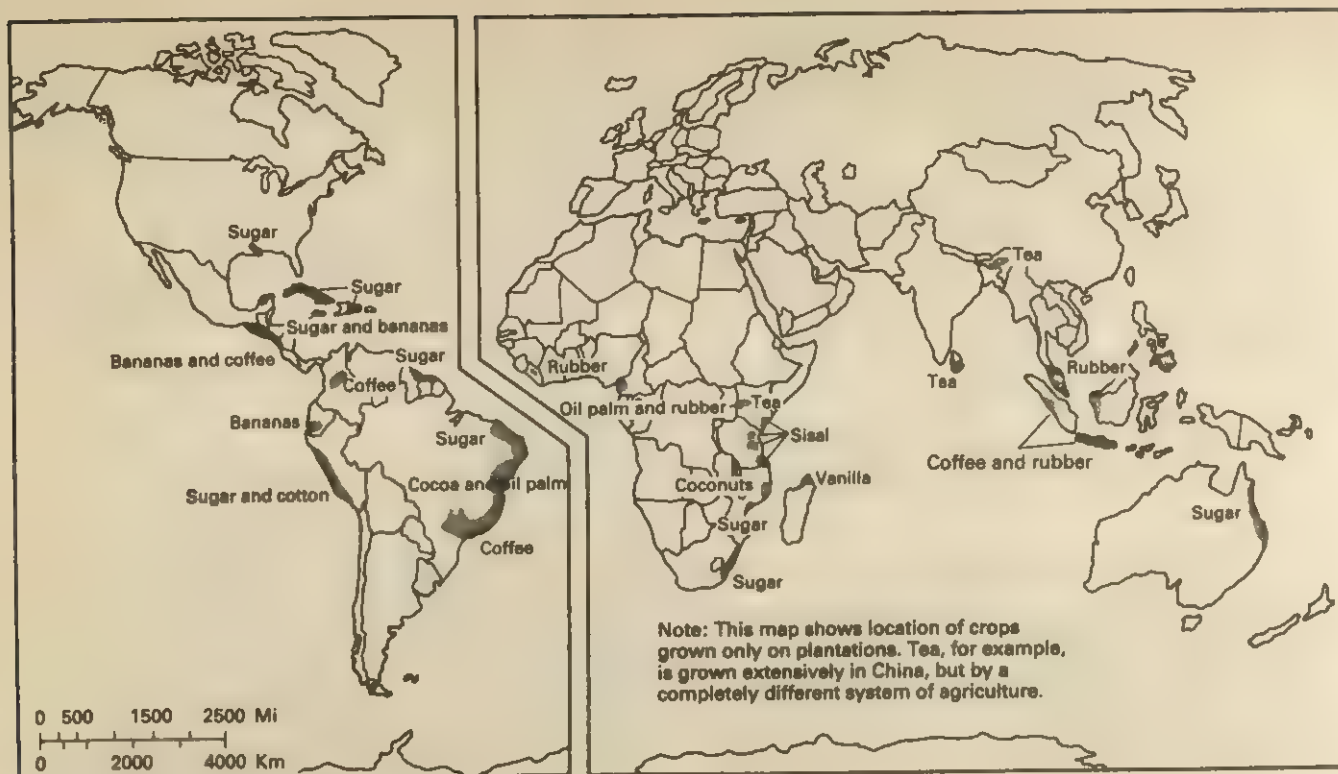 Sugar
Sugar
Sugar and bananas
Bananas and coffee
Sugar
Coffee
Bananas
Sugar
Cocoa and oil palm
Sugar and cotton
Coffee
Rubber
Oil palm and rubber
Tea
Sisal
Coconuts
Vanilla
Sugar
Sugar
Tea
Tea
Rubber
Coffee and rubber
Sugar
Note: This map shows location of crops
grown only on plantations. Tea, for example,
is grown extensively in China, but by a
completely different system of agriculture.
0 500 1500 2500 Mi
0 2000 4000 Km